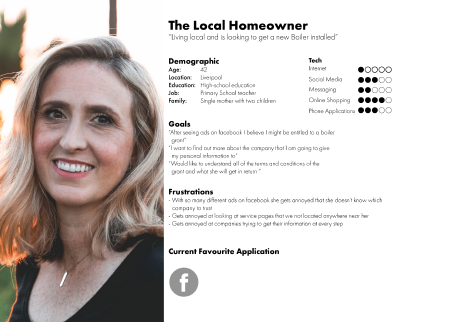 The Local Homeowner
"Living local and is looking to get a new Boiler installed"
Demographic
Age: 42
Location: Liverpool
Education: High-school education
Job: Primary School teacher
Family: Single mother with two children
Tech
Internet
Social Media
Messaging
Online Shopping
Phone Applications
Goals
"After seeing ads on facebook I believe I might be entitled to a boiler
grant"
"I want to find out more about the company that I am going to give
my personal information to"
"Would like to understand all of the terms and conditions of the
grant and what she will get in return "
Frustrations
- With so many different ads on facebook she gets annoyed that she doesn't know which
company to trust
- Gets annoyed at looking at service pages that we not located anywhere near her
- Gets annoyed at companies trying to get their information at every step
Current Favourite Application
f